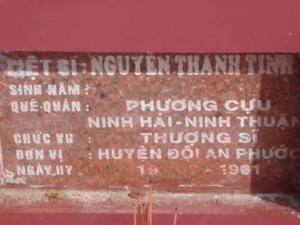 LIỆT SĨ: NGUYỄN THANH TỊNH
SINH NĂM:
QUÊ QUÁN: PHƯƠNG CỰU
NINH HẢI-NINH THUẬN
CHỨC VỤ: THƯỢNG SĨ
ĐƠN VỊ: HUYỆN ĐỘI AN PHƯỚC
NGÀY.HY 1961